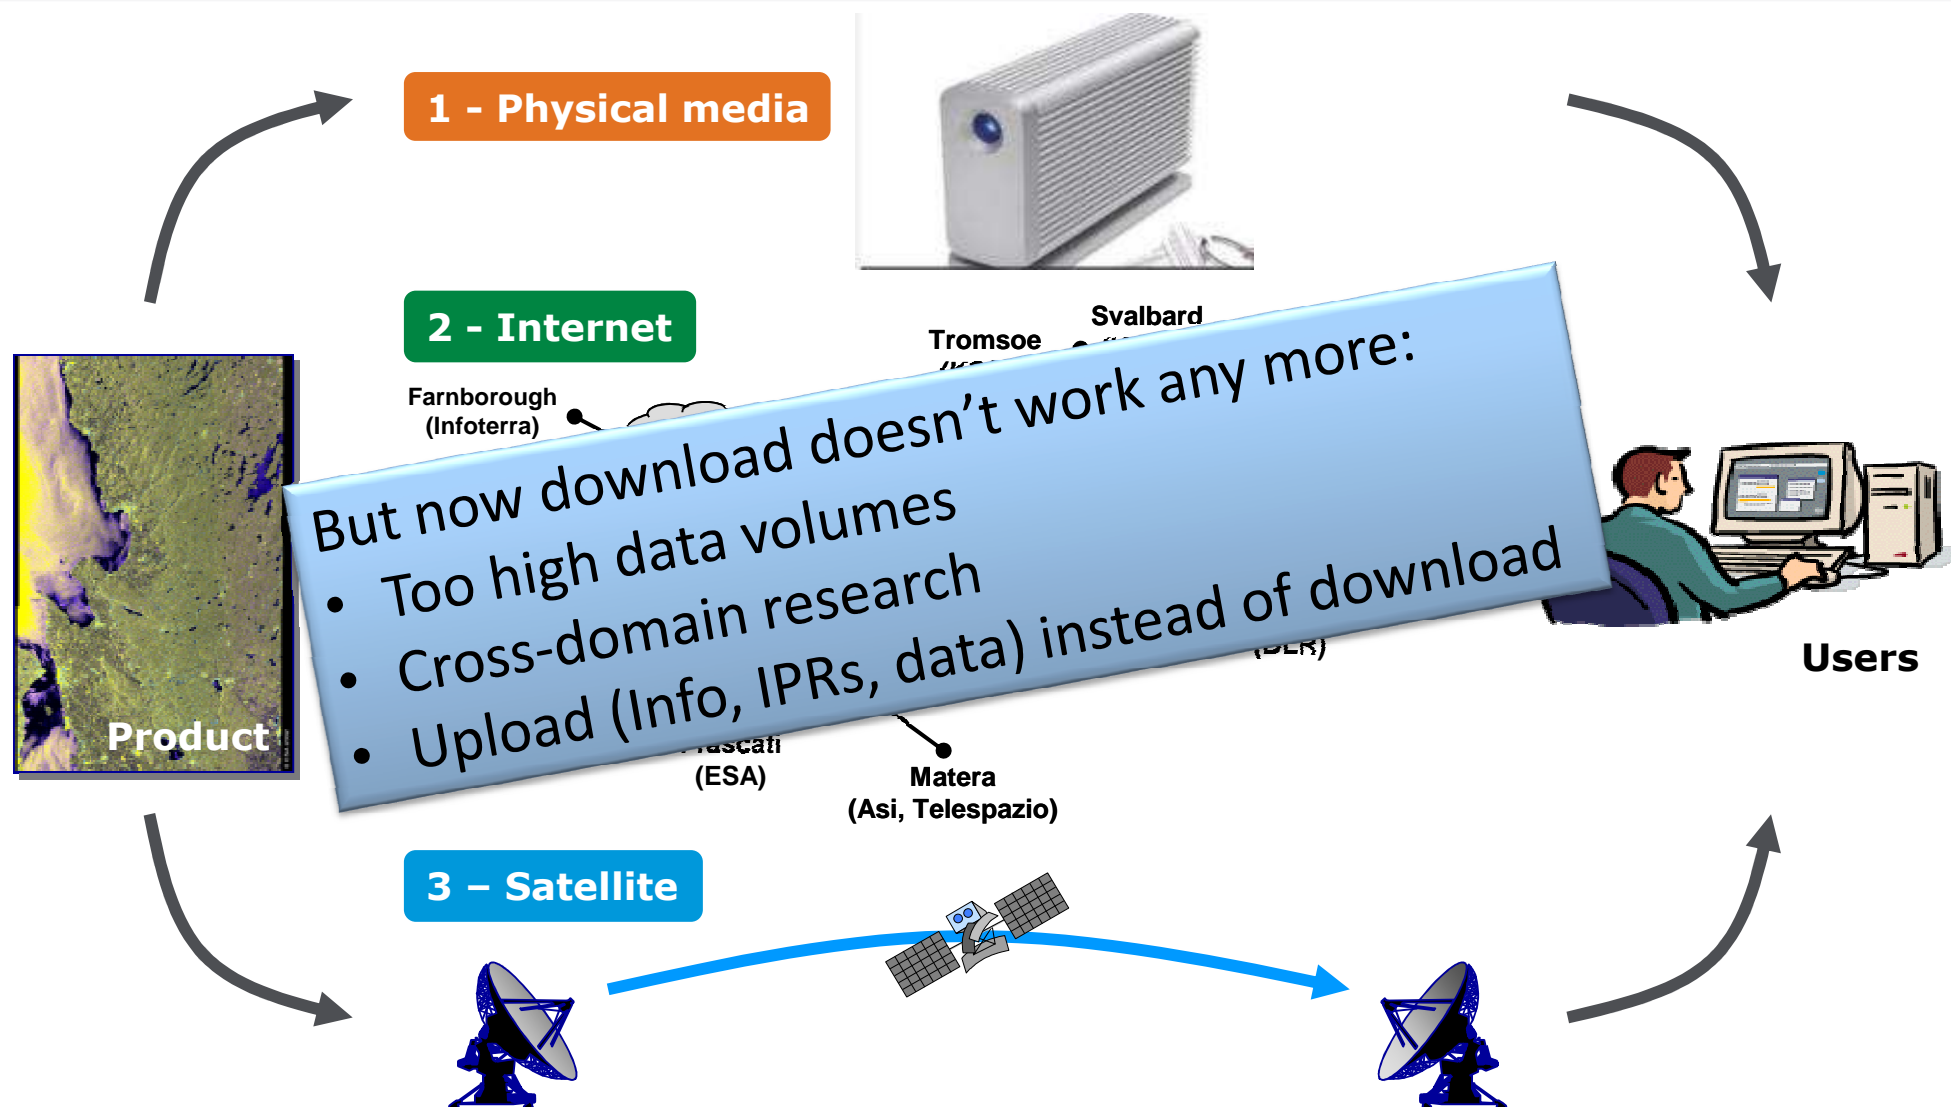 1 - Physical media
2 - Internet
Svalbard
Tromsoe
Farnborough
(Infoterra)
But now download doesn’t work any more:
• Too high data volumes
• Cross-domain research
• Upload (Info, IPRs, data) instead of download
Product
Users
(DLR)
Frascati
(ESA)
Matera
(Asi, Telespazio)
3 – Satellite